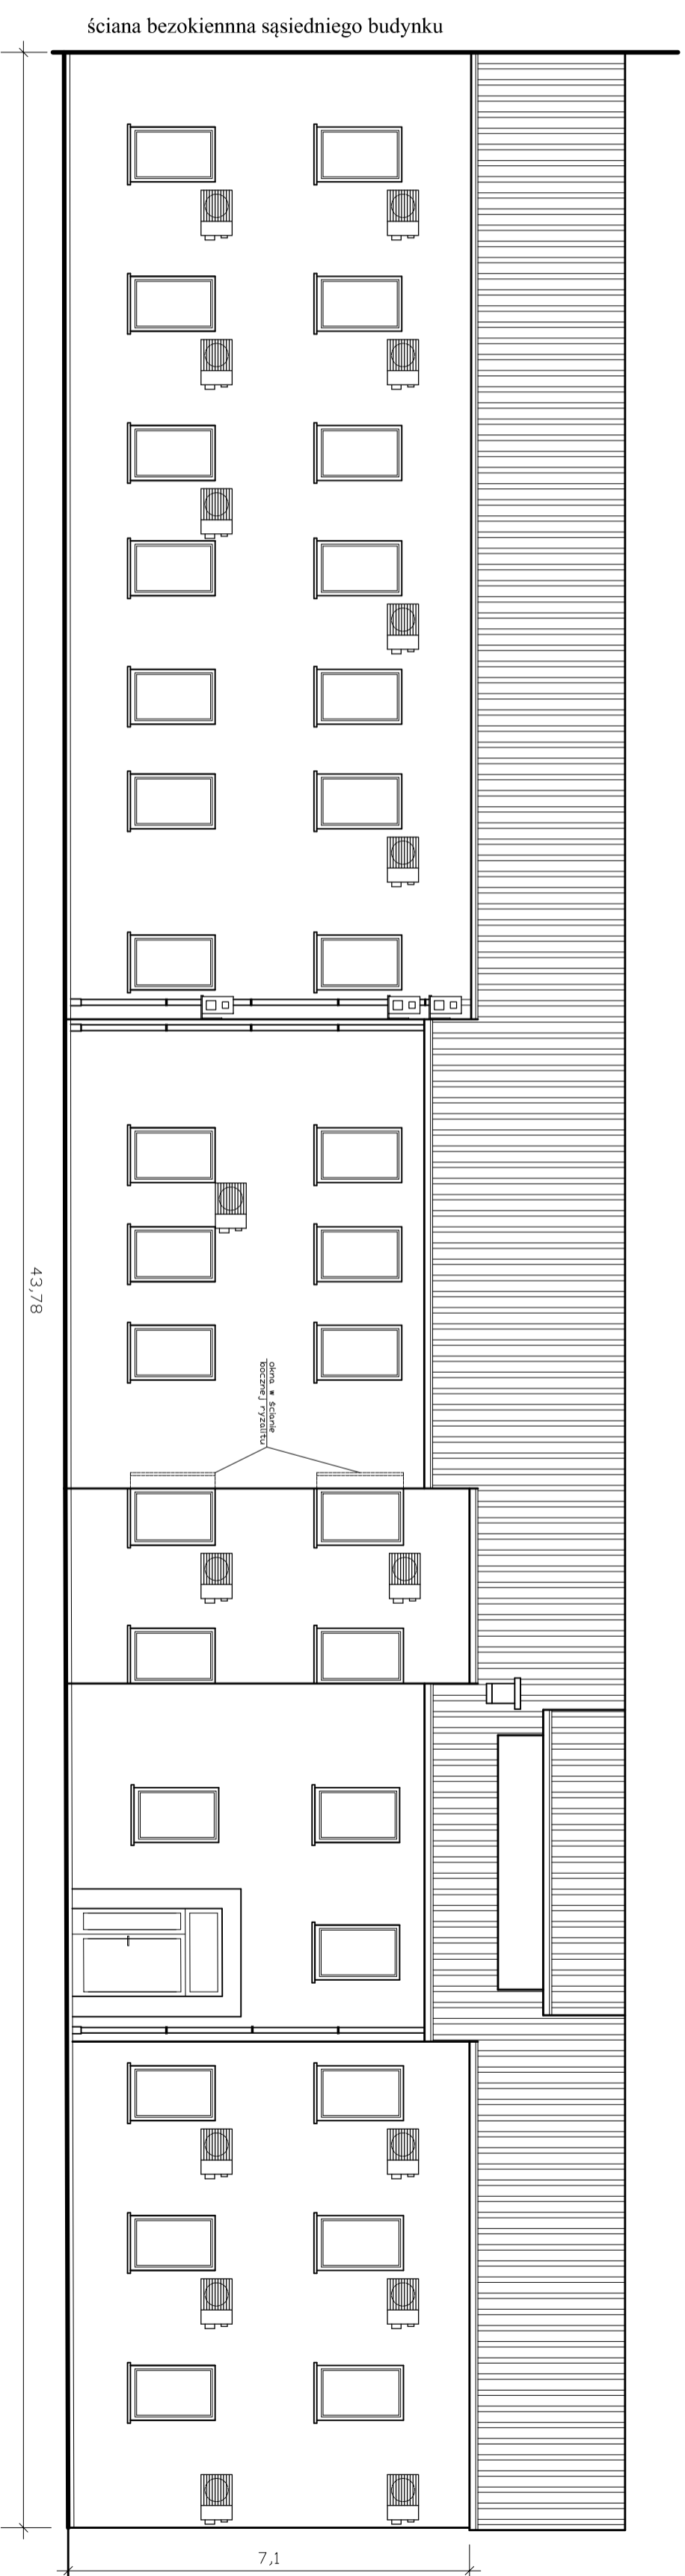 ściana bezokiennna sąsiedniego budynku
43,78
okna w ścianie
bocznej ryzalitu
7,1